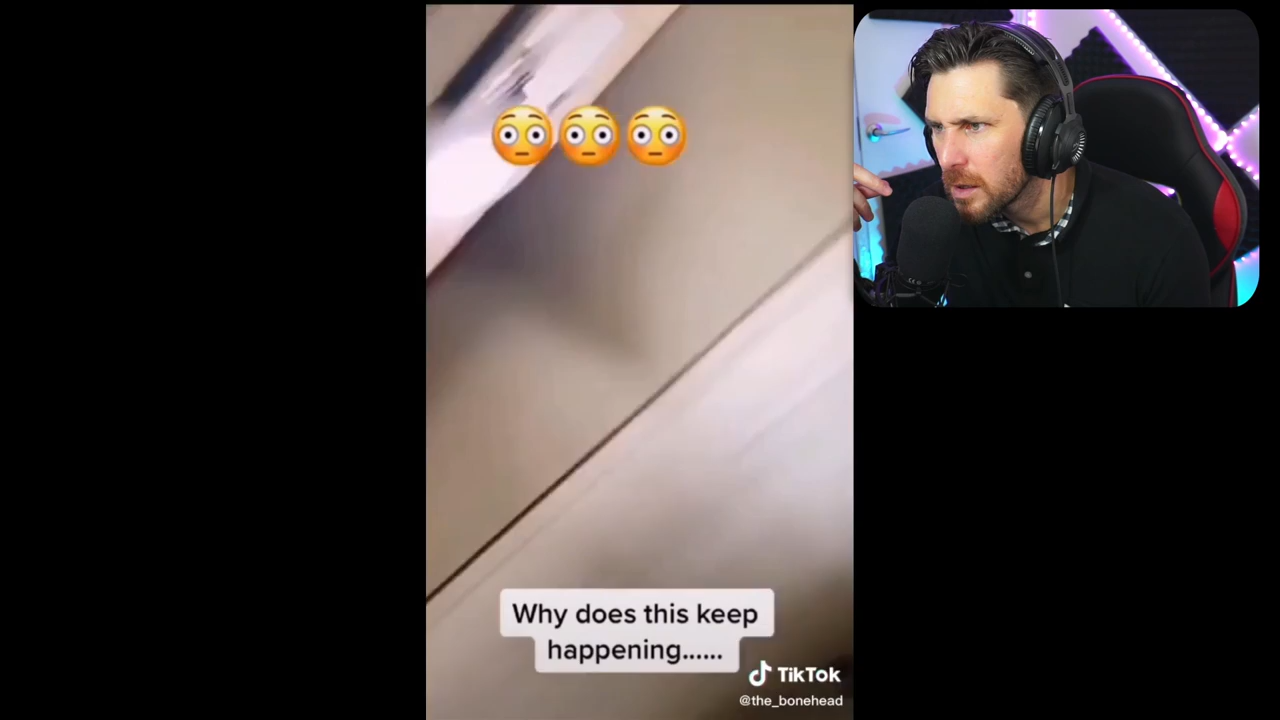 Why does this keep
happening......
TikTok
@the_bonehead